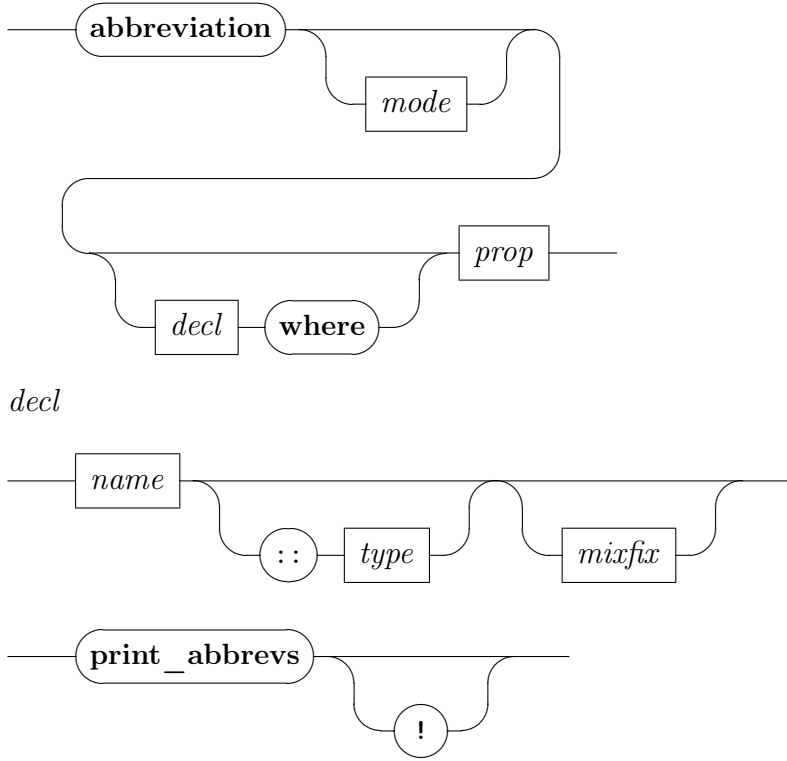 abbreviation
mode
prop
decl where
decl
name
:: type mixfix
print_abbrevs
!